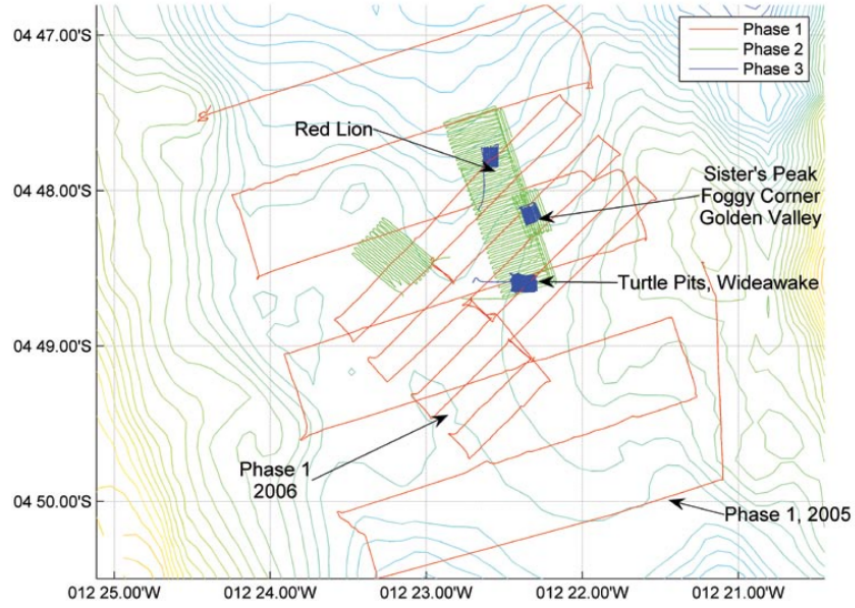 04 47.00'S
Phase 1
Phase 2
Phase 3
Red Lion
Sister's Peak
Foggy Corner
Golden Valley
04 48.00'S
Turtle Pits, Wideawake
04 49.00'S
Phase 1
2006
04 50.00'S
Phase 1, 2005
012 25.00'W
012 24.00'W
012 23.00'W
012 22.00'W
012 21.00'W